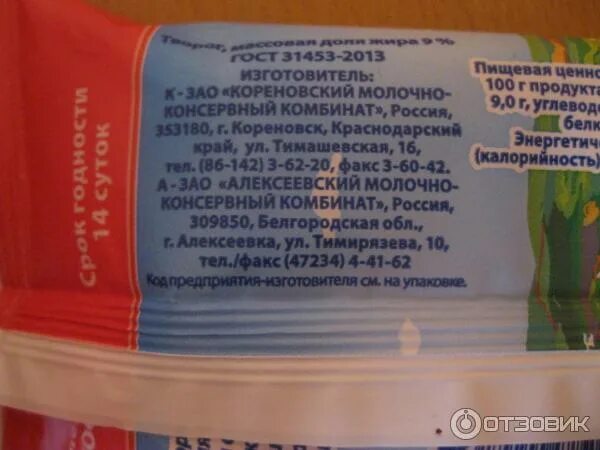 Творог, массовая доля жира 9 %
ГОСТ 31453-2013
ИЗГОТОВИТЕЛЬ:
К - ЗАО «КОРЕНОВСКИЙ МОЛОЧНО-
КОНСЕРВНЫЙ КОМБИНАТ», Россия,
353180, г. Кореновск, Краснодарский
край, ул. Тимашевская, 16,
тел. (86-142) 3-62-20, факс 3-60-42.
А - ЗАО «АЛЕКСЕЕВСКИЙ МОЛОЧНО-
КОНСЕРВНЫЙ КОМБИНАТ», Россия,
309850, Белгородская обл.,
г. Алексеевка, ул. Тимирязева, 10,
тел./факс (47234) 4-41-62
Код предприятия-изготовителя см. на упаковке.
Срок годности
14 суток
Пищевая ценно
100 г продукта
9,0 г, углеводо
белк
Энергетиче
(калорийность)
ОТЗОВИК